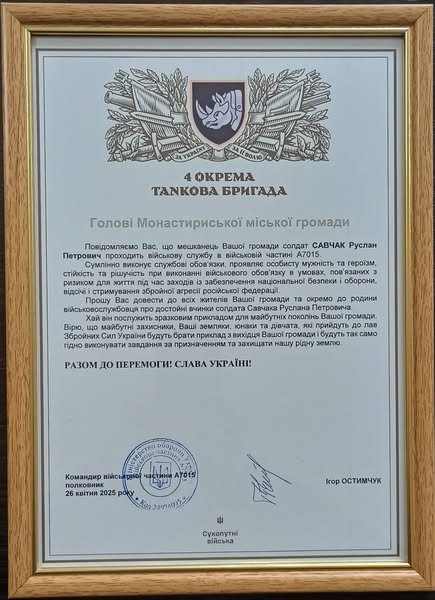 ЗА УКРАЇНУ ЗА ЇЇ ВОЛЮ
4 ОКРЕМА
ТАНКОВА БРИГАДА
Голові Монастириської міської громади
Повідомляємо Вас, що мешканець Вашої громади солдат САВЧАК Руслан
Петрович проходить військову службу в військовій частині А7015.
Сумлінно виконує службові обов'язки, проявляє особисту мужність та героїзм,
стійкість та рішучість при виконанні військового обов'язку в умовах, пов'язаних з
ризиком для життя під час заходів із забезпечення національної безпеки і оборони,
відсічі і стримування збройної агресії російської федерації.
Прошу Вас довести до всіх жителів Вашої громади та окремо до родини
військовослужбовця про достойні вчинки солдата Савчака Руслана Петровича.
Хай він послужить зразковим прикладом для майбутніх поколінь Вашої громади.
Вірю, що майбутні захисники, Ваші земляки, юнаки та дівчата, які прийдуть до лав
Збройних Сил України будуть брати приклад з вихідця Вашої громади і будуть так само
гідно виконувати завдання за призначенням та захищати нашу рідну землю.
РАЗОМ ДО ПЕРЕМОГИ! СЛАВА УКРАЇНІ!
Міністерство оборони
Командир військової частини А7015
полковник
26 квітня 2025 року
Ігор ОСТИМЧУК
Сухопутні
війська